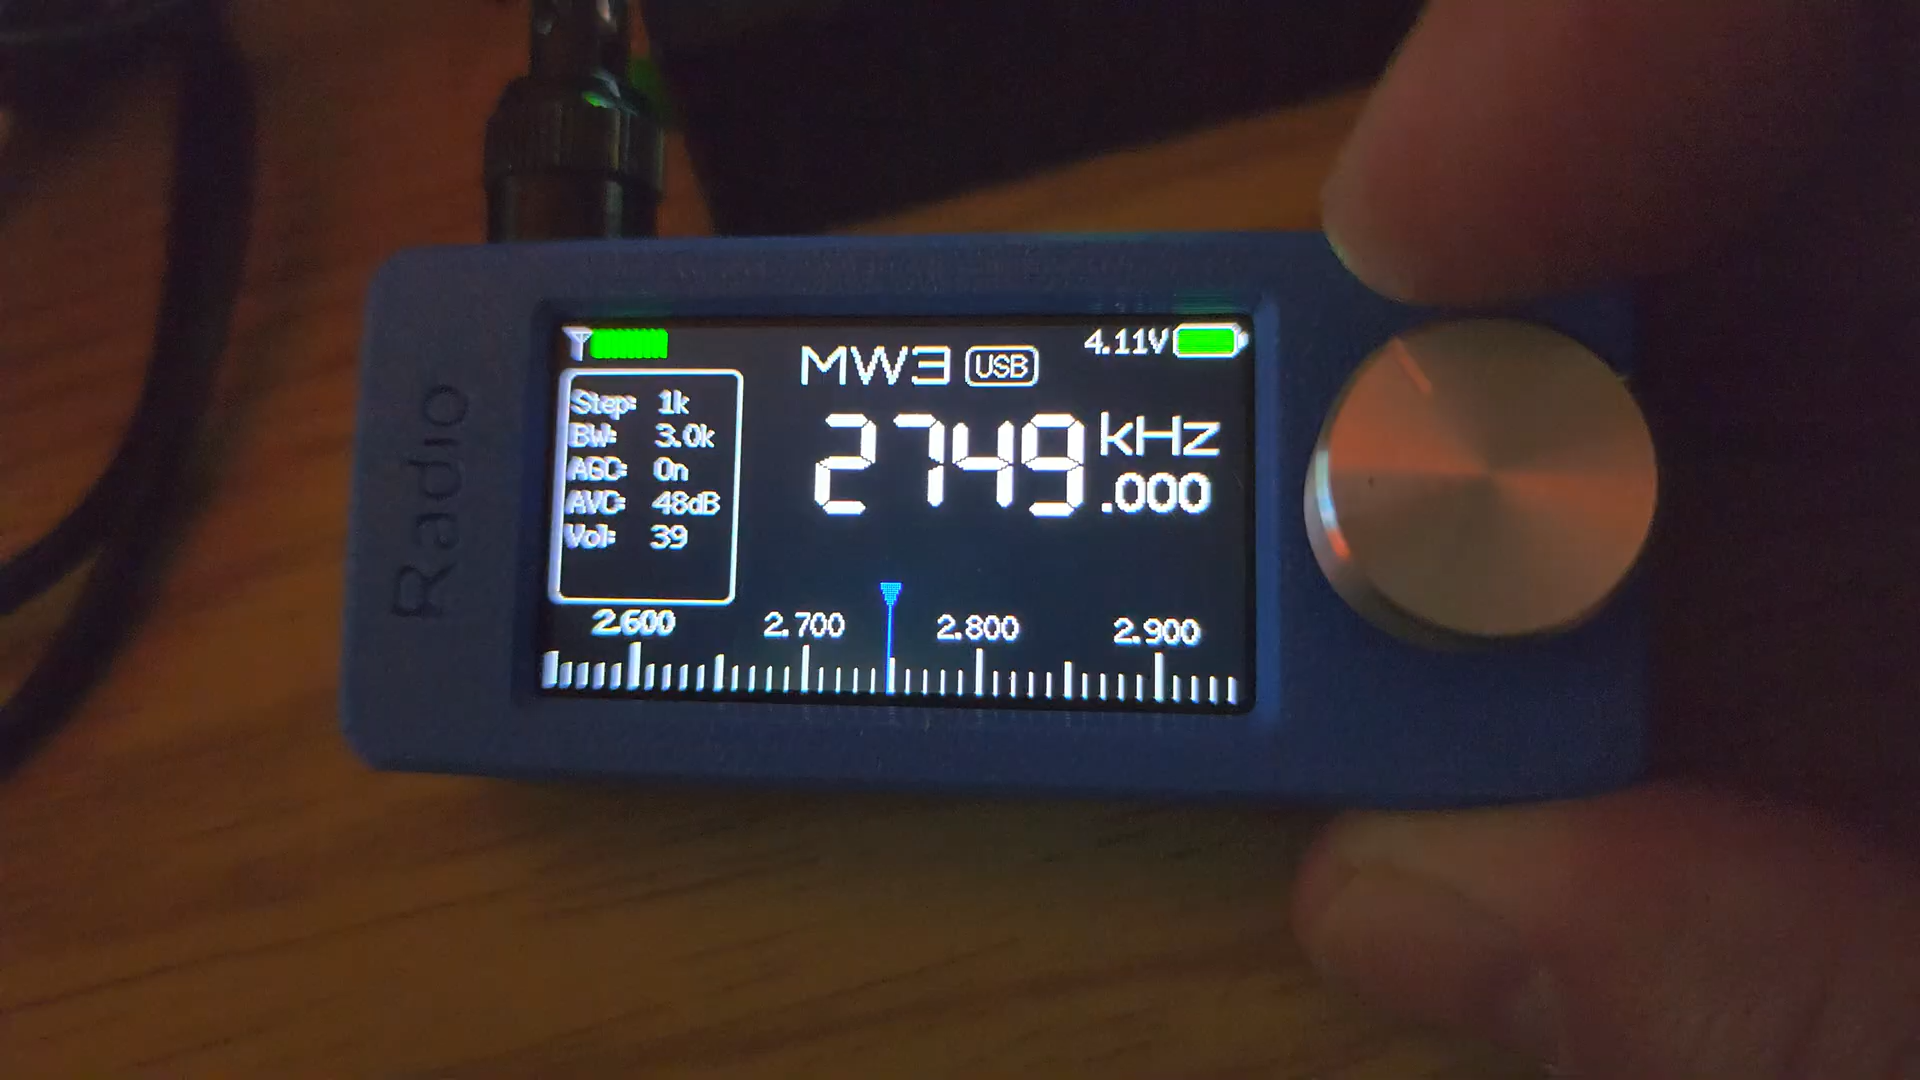 Radio
4.11V
MW3 USB
Step: 1k
BW: 3.0k
AGC: On
AVC: 48dB
Vol: 39
2749 kHz
.000
2.600 2.700 2.800 2.900